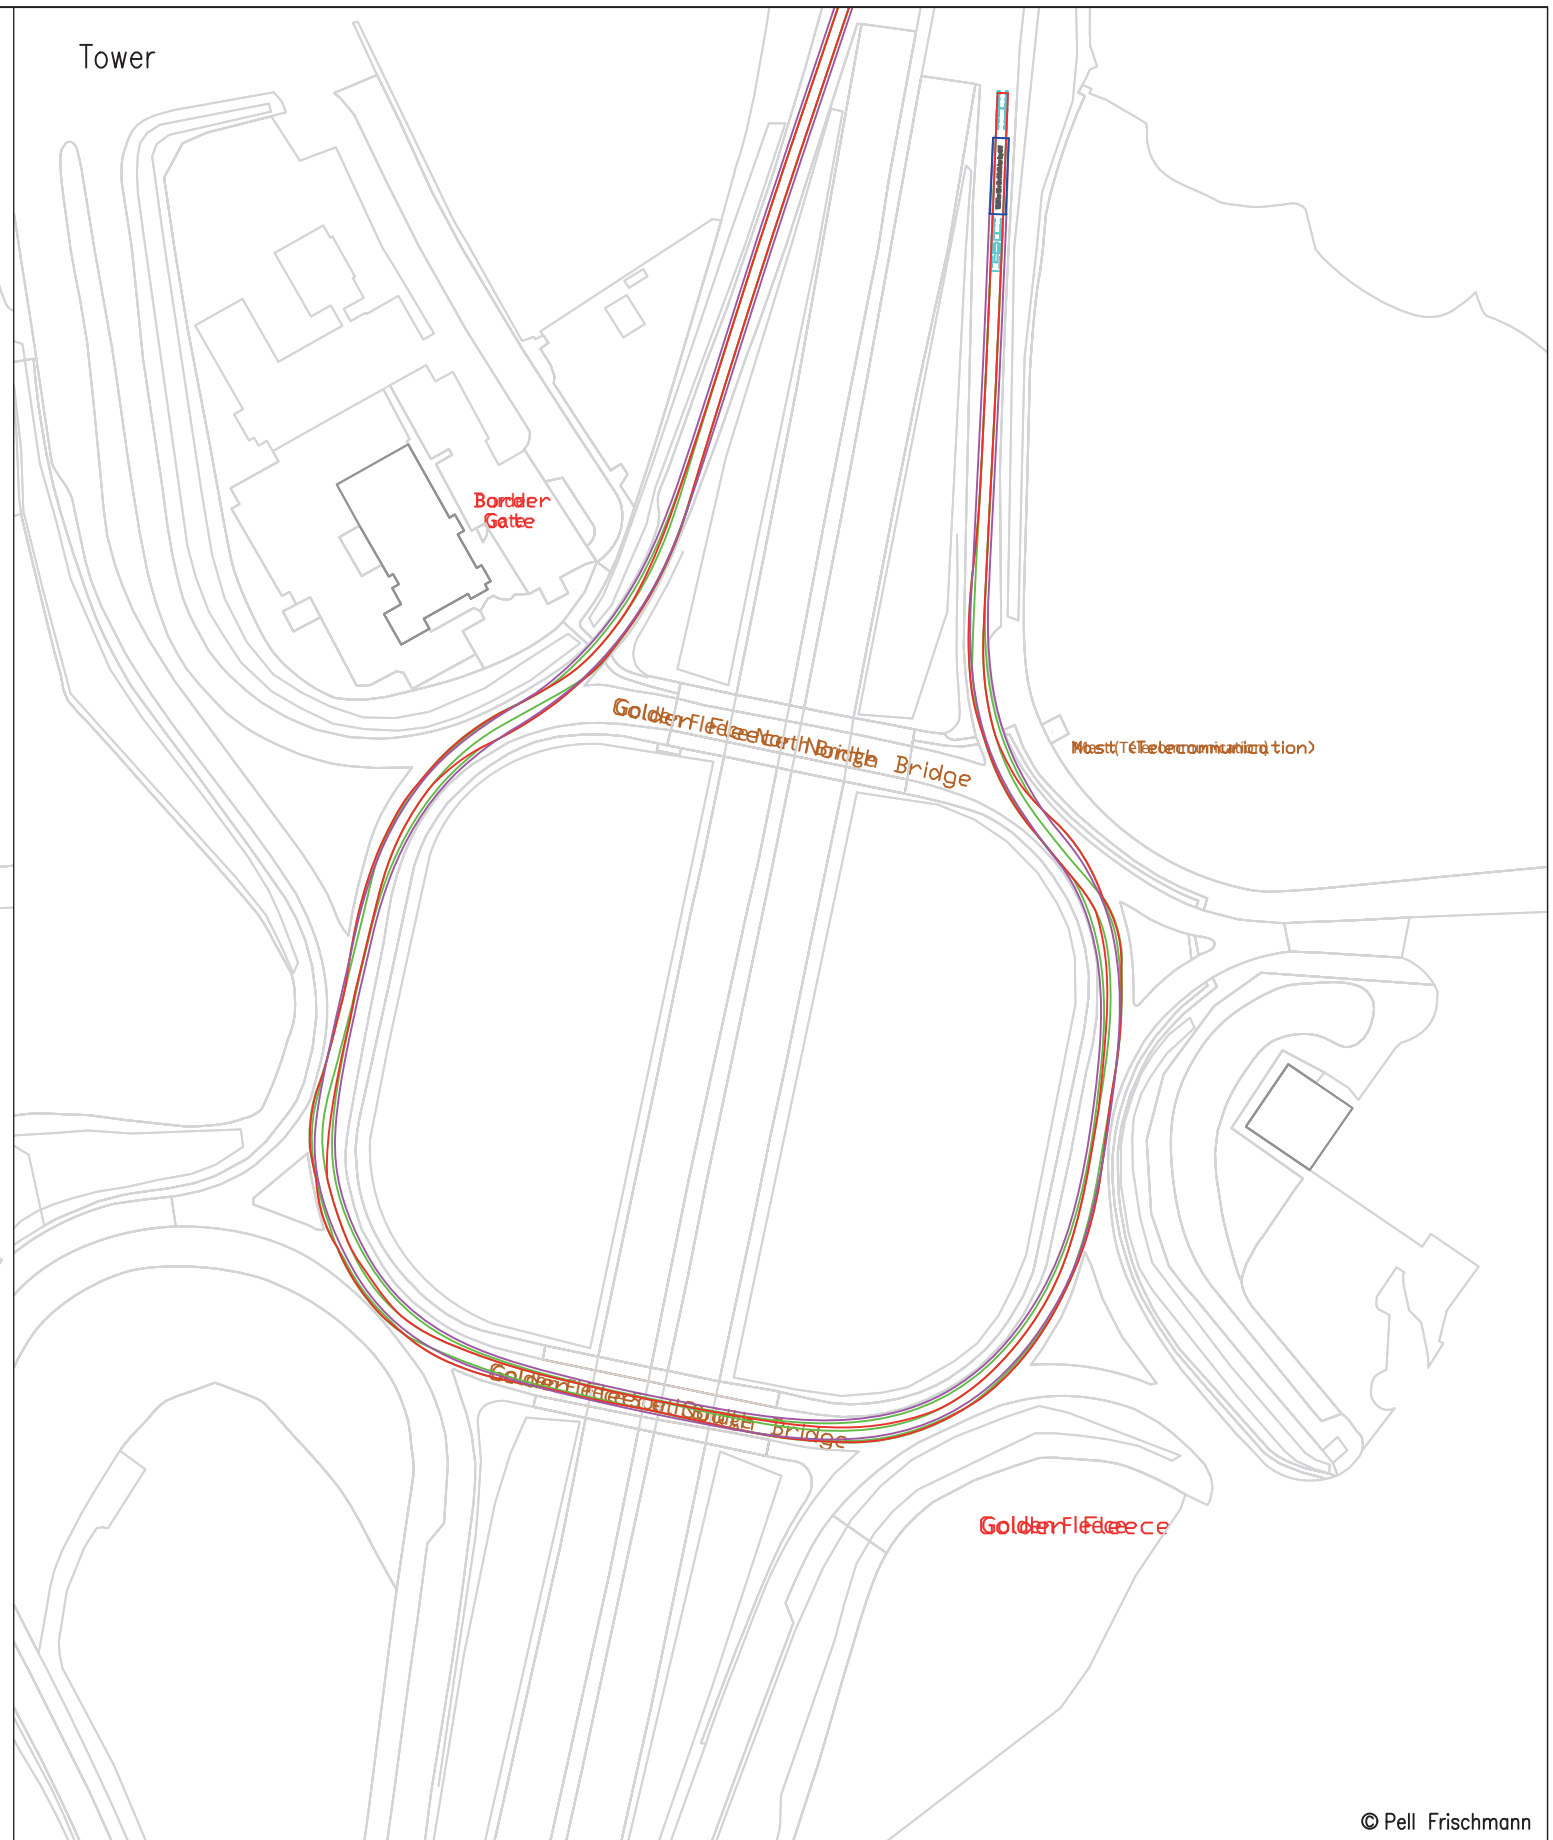 Tower
Border
Gate
Golden Fleece North Bridge
Mast (Telecommunication)
Golden Fleece South Bridge
Golden Fleece
© Pell Frischmann